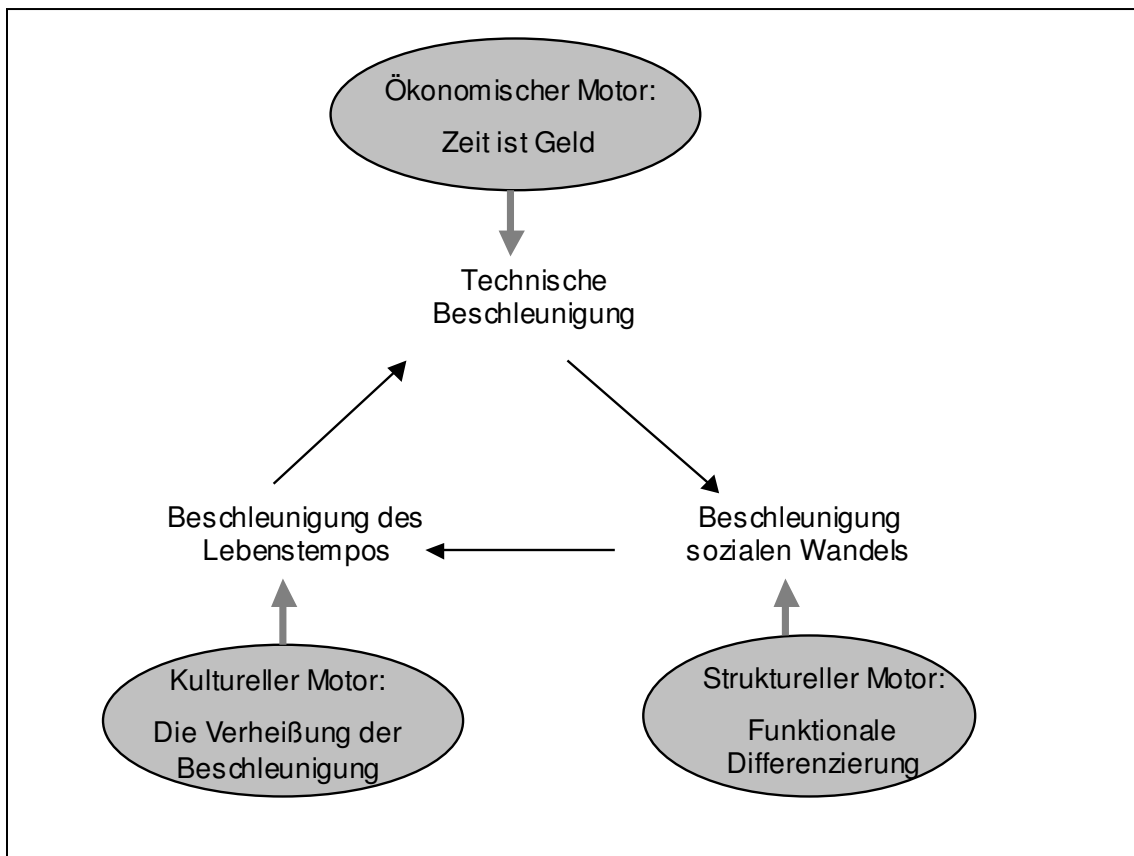 Ökonomischer Motor:
Zeit ist Geld
Technische
Beschleunigung
Beschleunigung des
Lebenstempos
Beschleunigung
sozialen Wandels
Kultureller Motor:
Die Verheißung der
Beschleunigung
Struktureller Motor:
Funktionale
Differenzierung